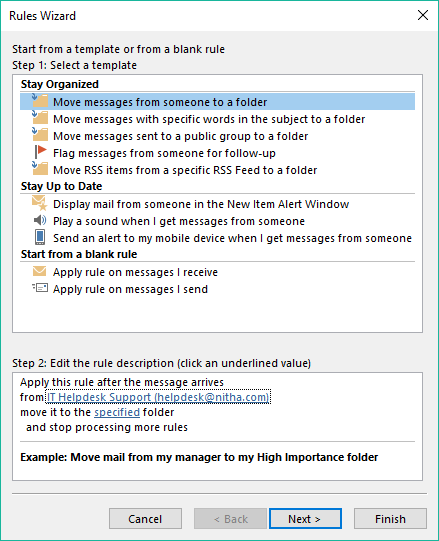 Rules Wizard
Start from a template or from a blank rule
Step 1: Select a template
Stay Organized
Move messages from someone to a folder
Move messages with specific words in the subject to a folder
Move messages sent to a public group to a folder
Flag messages from someone for follow-up
Move RSS items from a specific RSS Feed to a folder
Stay Up to Date
Display mail from someone in the New Item Alert Window
Play a sound when I get messages from someone
Send an alert to my mobile device when I get messages from someone
Start from a blank rule
Apply rule on messages I receive
Apply rule on messages I send
Step 2: Edit the rule description (click an underlined value)
Apply this rule after the message arrives
from IT Helpdesk Support (helpdesk@nitha.com)
move it to the specified folder
and stop processing more rules
Example: Move mail from my manager to my High Importance folder
Cancel < Back Next > Finish